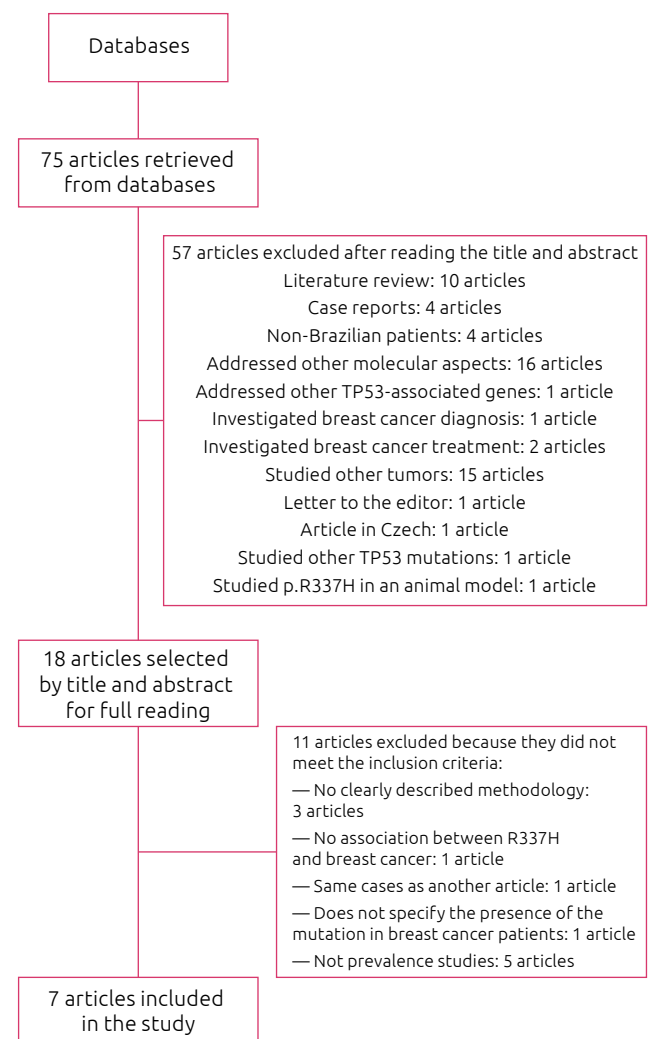 Databases
75 articles retrieved
from databases
57 articles excluded after reading the title and abstract
Literature review: 10 articles
Case reports: 4 articles
Non-Brazilian patients: 4 articles
Addressed other molecular aspects: 16 articles
Addressed other TP53-associated genes: 1 article
Investigated breast cancer diagnosis: 1 article
Investigated breast cancer treatment: 2 articles
Studied other tumors: 15 articles
Letter to the editor: 1 article
Article in Czech: 1 article
Studied other TP53 mutations: 1 article
Studied p.R337H in an animal model: 1 article
18 articles selected
by title and abstract
for full reading
11 articles excluded because they did not
meet the inclusion criteria:
— No clearly described methodology:
3 articles
— No association between R337H
and breast cancer: 1 article
— Same cases as another article: 1 article
— Does not specify the presence of the
mutation in breast cancer patients: 1 article
— Not prevalence studies: 5 articles
7 articles included
in the study